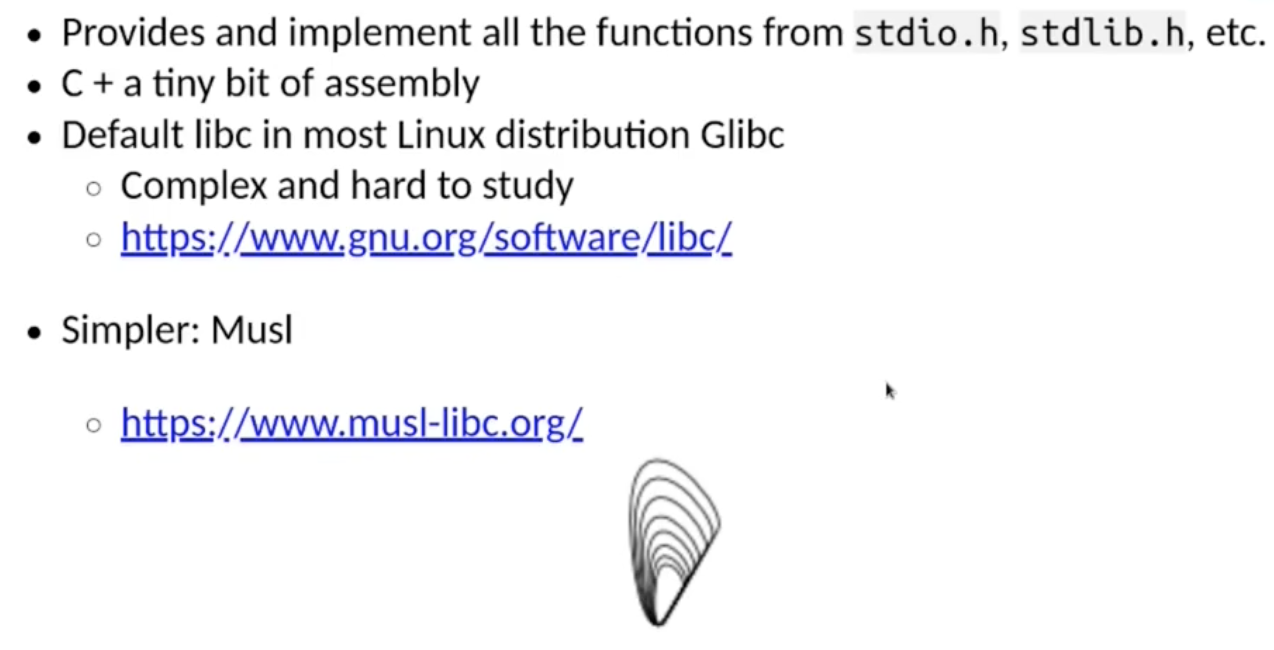 • Provides and implement all the functions from stdio.h, stdlib.h, etc.
• C + a tiny bit of assembly
• Default libc in most Linux distribution Glibc
○ Complex and hard to study
○ https://www.gnu.org/software/libc/
• Simpler: Musl
○ https://www.musl-libc.org/